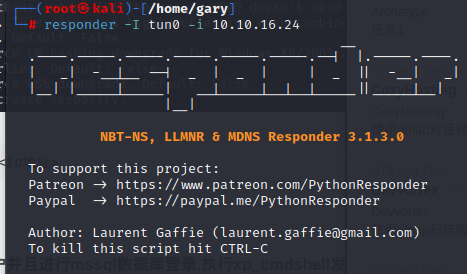 (root㉿kali)-[/home/gary]
# responder -I tun0 -i 10.10.16.24
NBT-NS, LLMNR & MDNS Responder 3.1.3.0
To support this project:
Patreon -> https://www.patreon.com/PythonResponder
Paypal -> https://paypal.me/PythonResponder
Author: Laurent Gaffie (laurent.gaffie@gmail.com)
To kill this script hit CTRL-C